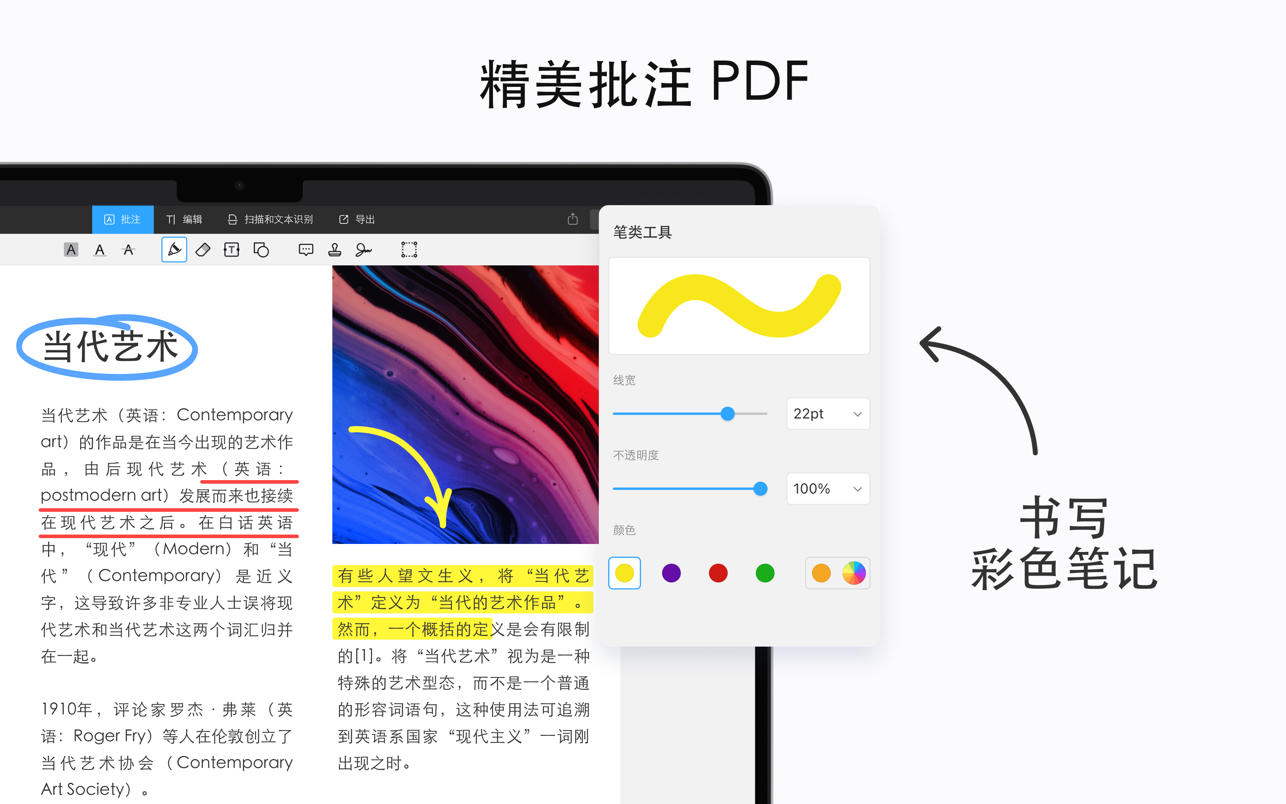 精美批注 PDF
批注
编辑
扫描和文本识别
导出
笔类工具
线宽
22pt
不透明度
100%
颜色
当代艺术
当代艺术（英语：Contemporary
art）的作品是在当今出现的艺术作
品，由后现代艺术（英语：
postmodern art）发展而来也接续
在现代艺术之后。在白话英语
中，“现代”（Modern）和“当
代”（Contemporary）是近义
字，这导致许多非专业人士误将现
代艺术和当代艺术这两个词汇归并
在一起。
1910年，评论家罗杰·弗莱（英
语：Roger Fry）等人在伦敦创立了
当代艺术协会（Contemporary
Art Society）。
有些人望文生义，将“当代艺
术”定义为“当代的艺术作品”。
然而，一个概括的定义是会有限制
的[1]。将“当代艺术”视为是一种
特殊的艺术型态，而不是一个普通
的形容词语句，这种使用法可追溯
到英语系国家“现代主义”一词刚
出现之时。
书写
彩色笔记